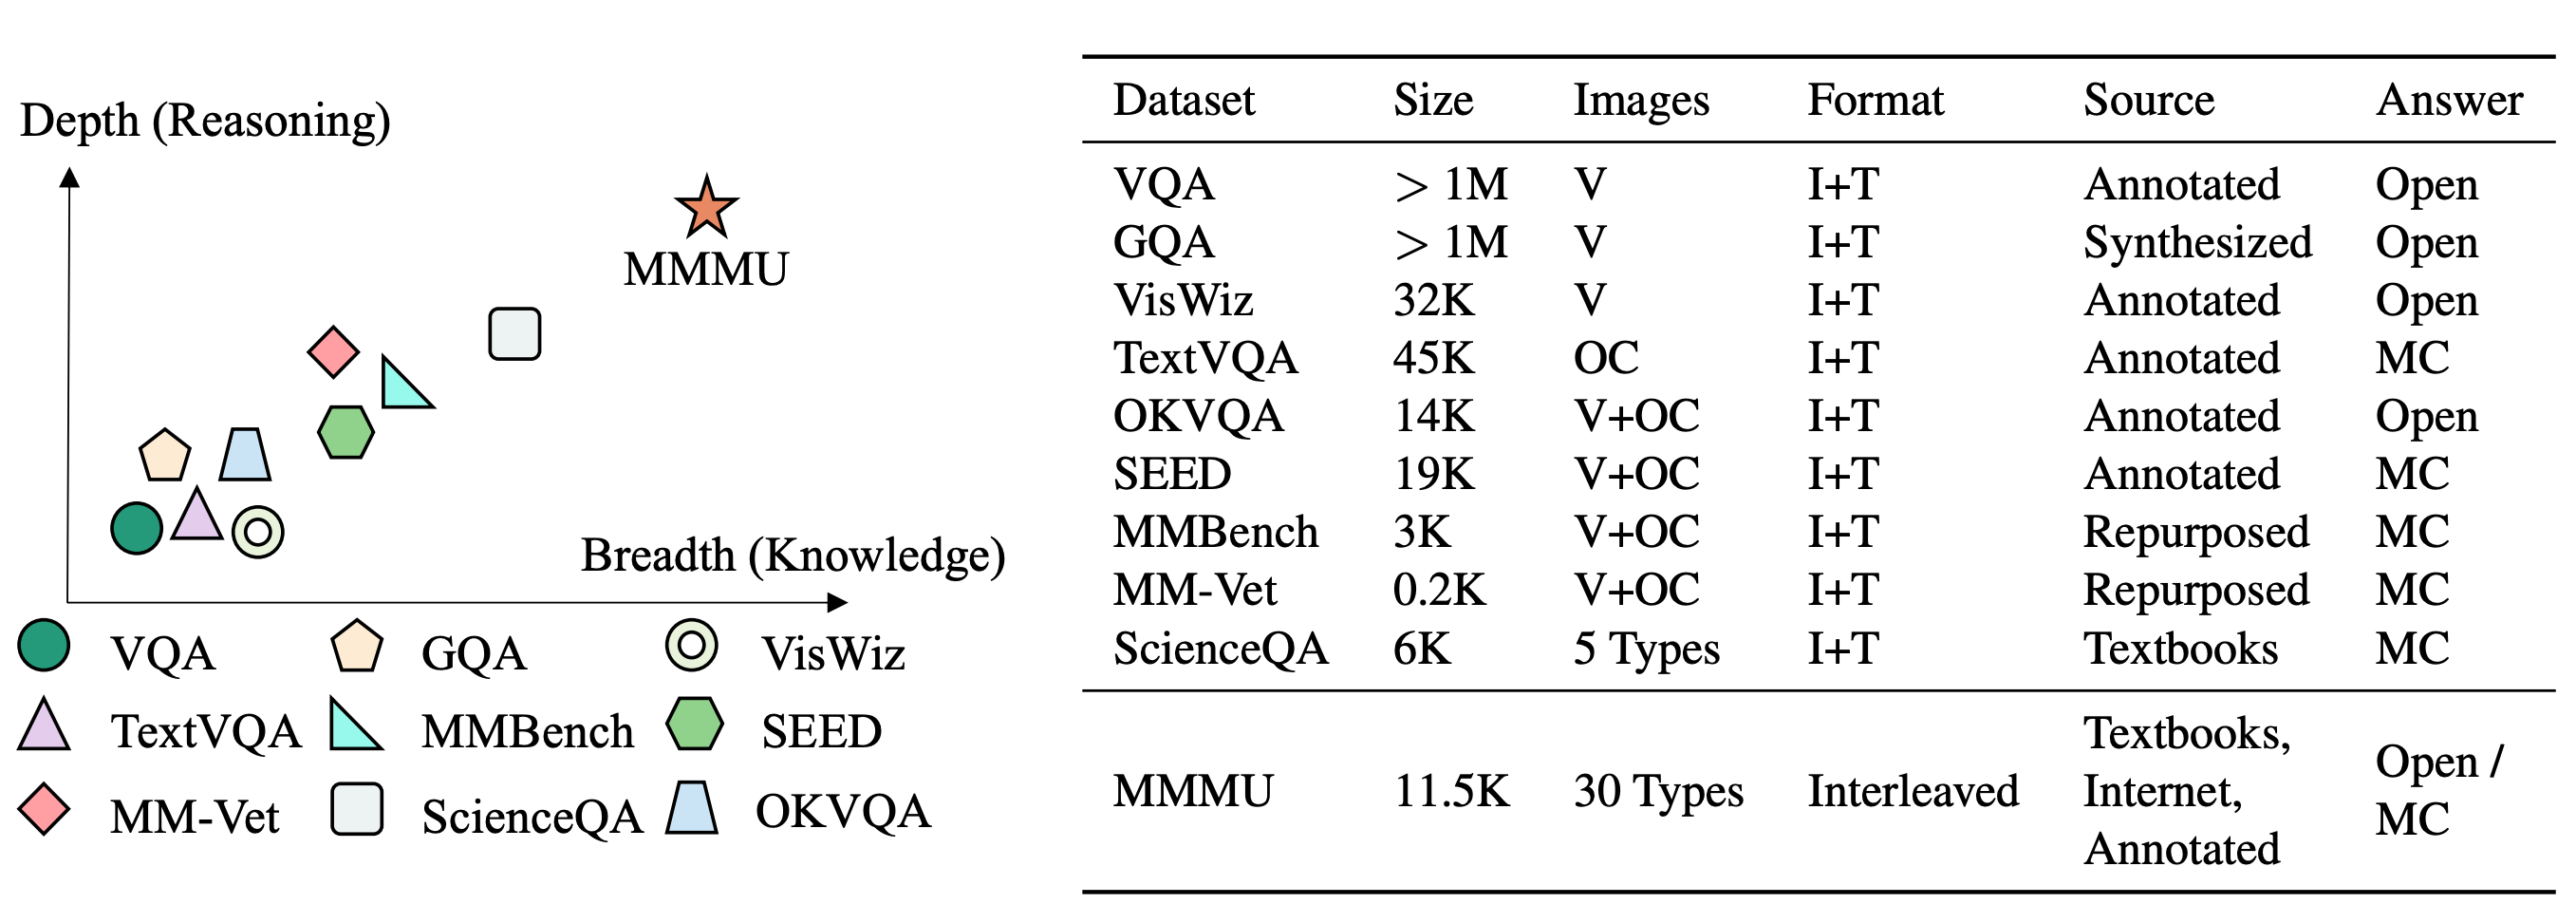 Depth (Reasoning)
MMMU
Breadth (Knowledge)
VQA GQA VisWiz
TextVQA MMBench SEED
MM-Vet ScienceQA OKVQA
Dataset Size Images Format Source Answer
VQA > 1M V I+T Annotated Open
GQA > 1M V I+T Synthesized Open
VisWiz 32K V I+T Annotated Open
TextVQA 45K OC I+T Annotated MC
OKVQA 14K V+OC I+T Annotated Open
SEED 19K V+OC I+T Annotated MC
MMBench 3K V+OC I+T Repurposed MC
MM-Vet 0.2K V+OC I+T Repurposed MC
ScienceQA 6K 5 Types I+T Textbooks MC
MMMU 11.5K 30 Types Interleaved
Textbooks,
Internet,
Annotated
Open /
MC